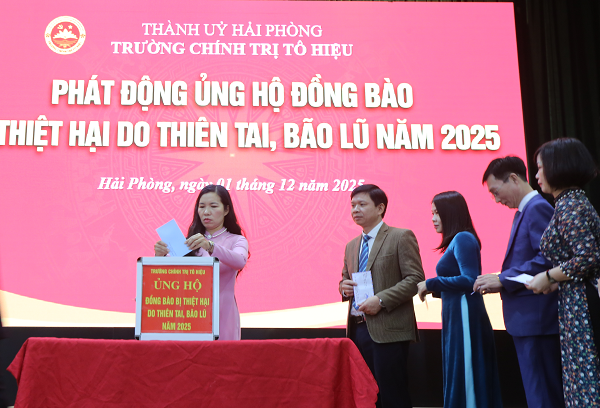 THÀNH UỶ HẢI PHÒNG
TRƯỜNG CHÍNH TRỊ TÔ HIỆU
PHÁT ĐỘNG ỦNG HỘ ĐỒNG BÀO
THIỆT HẠI DO THIÊN TAI, BÃO LŨ NĂM 2025
Hải Phòng, ngày 01 tháng 12 năm 2025
TRƯỜNG CHÍNH TRỊ TÔ HIỆU
ỦNG HỘ
ĐỒNG BÀO BỊ THIỆT HẠI
DO THIÊN TAI, BÃO LŨ
NĂM 2025